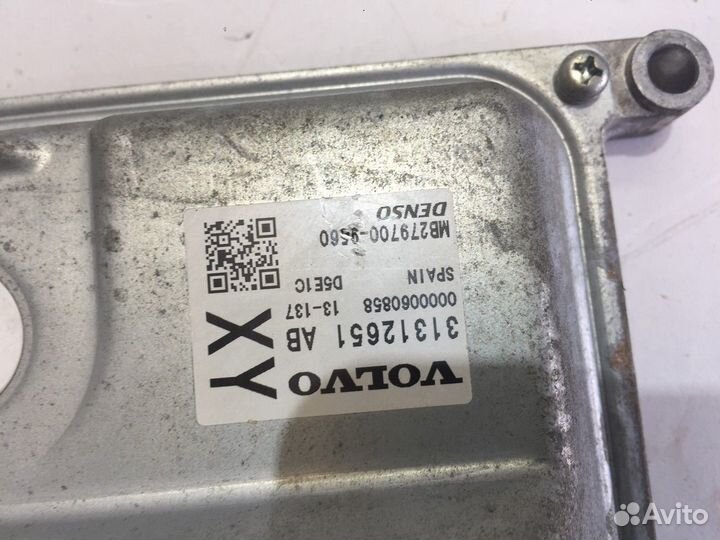 VOLVO XY
31312651 AB
0000060858 13-137
SPAIN D5E1C
MB279700-9560
DENSO
Avito